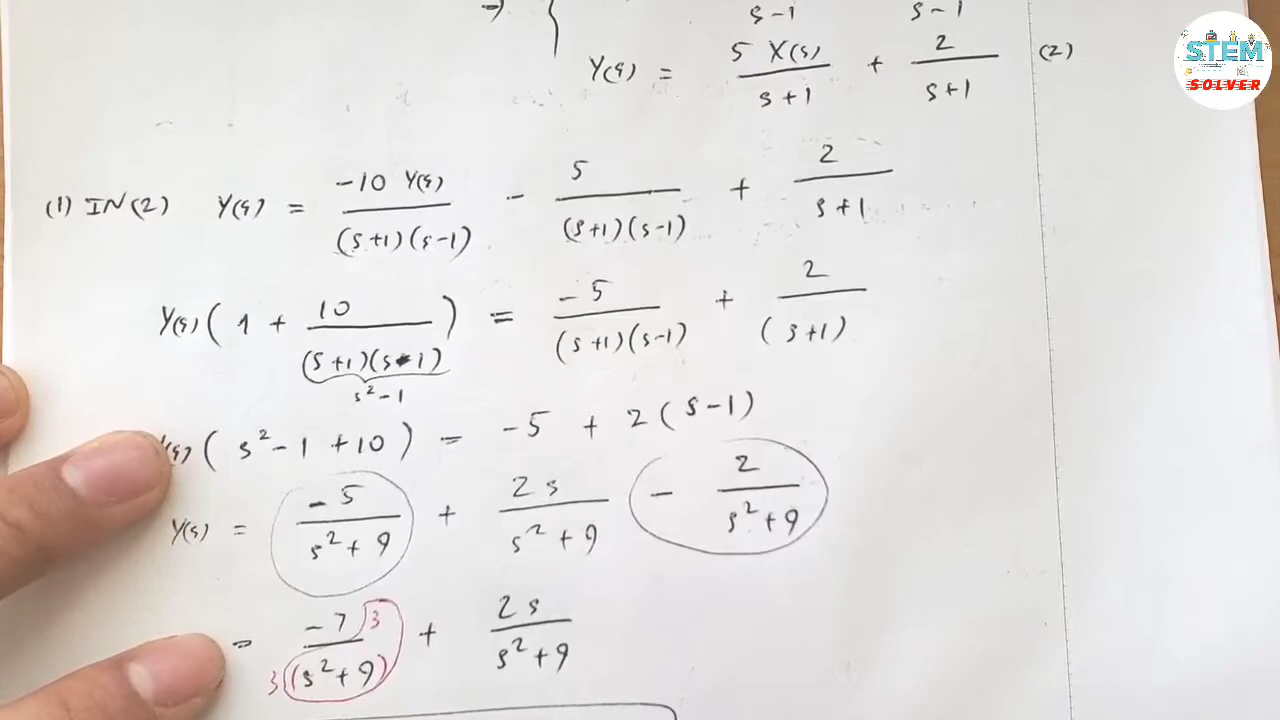 ⇒ { s-1 s-1
Y(s) = 5 X(s)/s+1 + 2/s+1 (2)
STEM
SOLVER
(1) IN (2) Y(s) = -10 Y(s)/(s+1)(s-1) - 5/(s+1)(s-1) + 2/s+1
Y(s) ( 1 + 10/(s+1)(s-1) ) = -5/(s+1)(s-1) + 2/(s+1)
s²-1
Y(s) ( s²-1 +10 ) = -5 + 2(s-1)
Y(s) = -5/s²+9 + 2s/s²+9 - 2/s²+9
= -7 3/3(s²+9) + 2s/s²+9